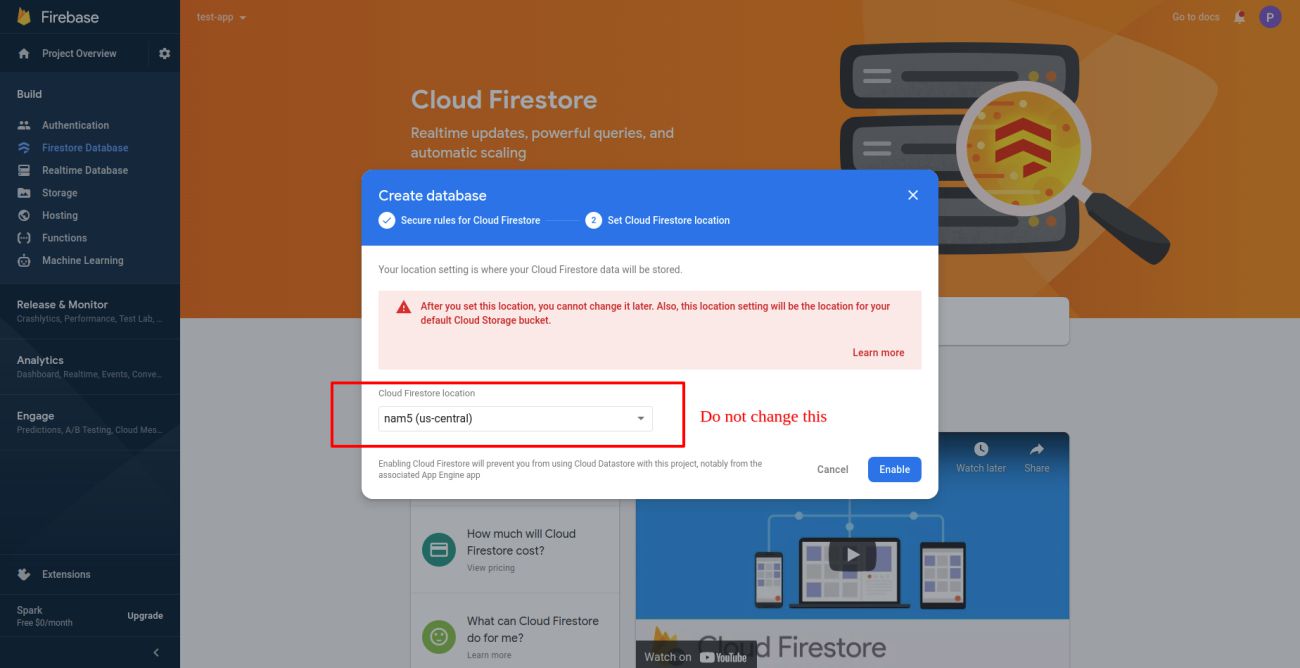 Firebase
test-app
Go to docs
P
Project Overview
Build
Authentication
Firestore Database
Realtime Database
Storage
Hosting
Functions
Machine Learning
Release & Monitor
Crashlytics, Performance, Test Lab, ...
Analytics
Dashboard, Realtime, Events, Conve...
Engage
Predictions, A/B Testing, Cloud Mes...
Extensions
Spark
Free $0/month
Upgrade
Cloud Firestore
Realtime updates, powerful queries, and
automatic scaling
Create database
Secure rules for Cloud Firestore
2 Set Cloud Firestore location
Your location setting is where your Cloud Firestore data will be stored.
After you set this location, you cannot change it later. Also, this location setting will be the location for your
default Cloud Storage bucket.
Learn more
Cloud Firestore location
nam5 (us-central)
Do not change this
Enabling Cloud Firestore will prevent you from using Cloud Datastore with this project, notably from the
associated App Engine app
Cancel
Enable
Watch later
Share
How much will Cloud
Firestore cost?
View pricing
What can Cloud Firestore
do for me?
Learn more
Cloud Firestore
Watch on YouTube